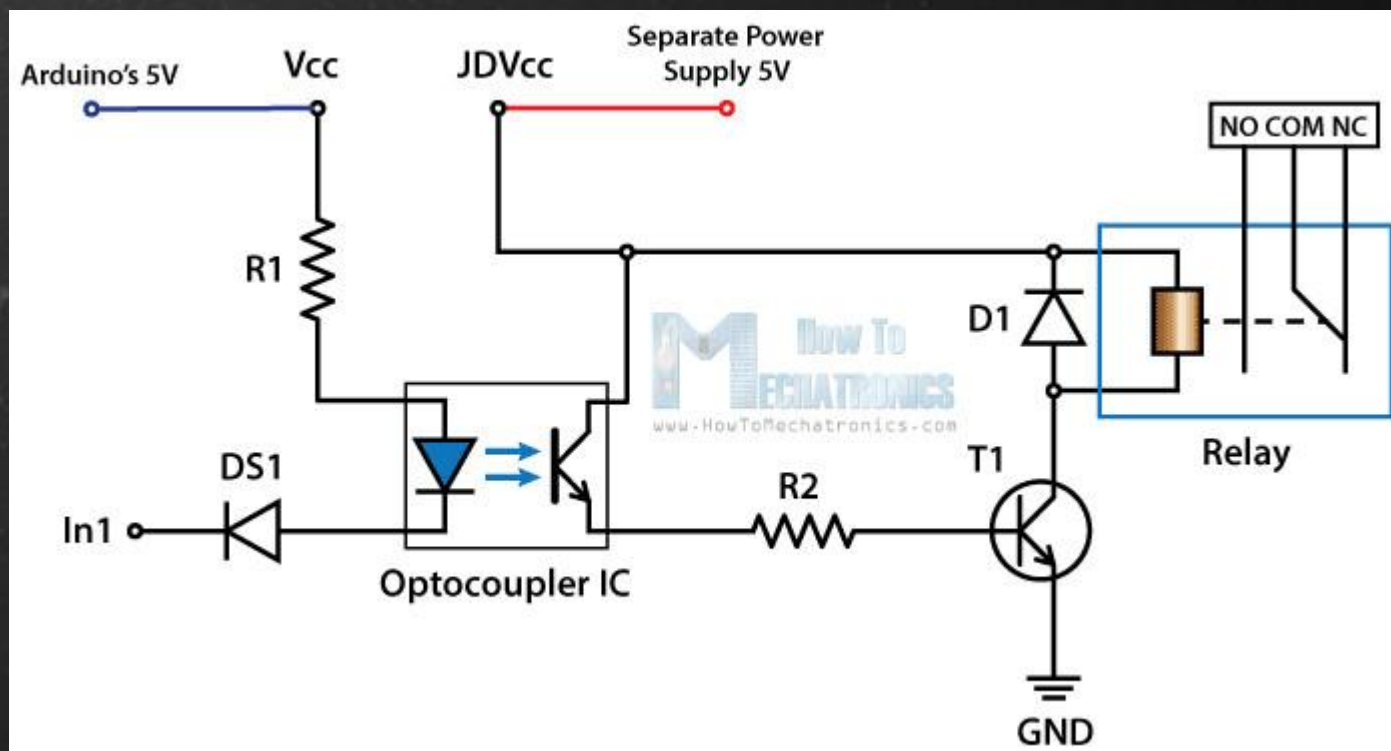 Arduino's 5V
Vcc
JDVcc
Separate Power
Supply 5V
NO COM NC
R1
D1
How To
MECHATRONICS
www.HowToMechatronics.com
Relay
DS1
T1
R2
In1
Optocoupler IC
GND